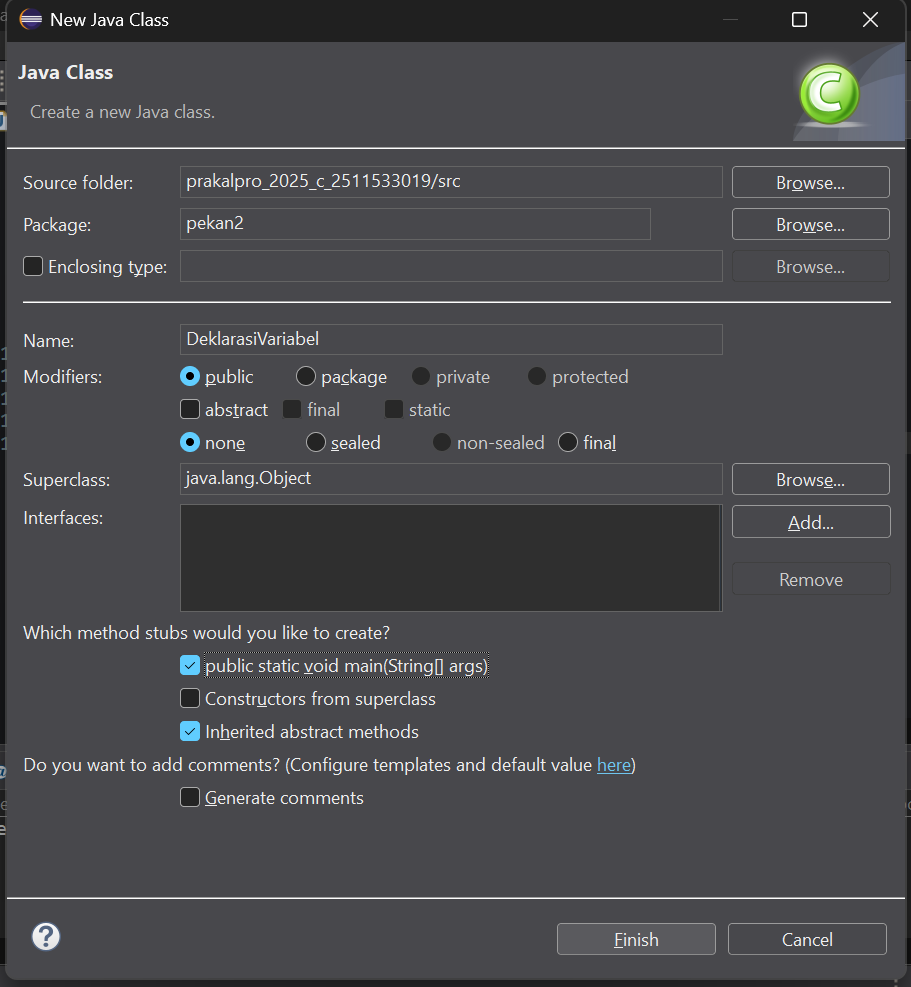 New Java Class
Java Class
Create a new Java class.
Source folder: prakalpro_2025_c_2511533019/src Browse...
Package: pekan2 Browse...
Enclosing type: Browse...
Name: DeklarasiVariabel
Modifiers: public package private protected
abstract final static
none sealed non-sealed final
Superclass: java.lang.Object Browse...
Interfaces: Add...
Remove
Which method stubs would you like to create?
public static void main(String[] args)
Constructors from superclass
Inherited abstract methods
Do you want to add comments? (Configure templates and default value here)
Generate comments
Finish Cancel